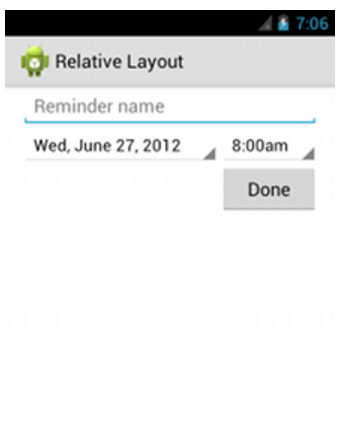 7:06
Relative Layout
Reminder name
Wed, June 27, 2012 8:00am
Done